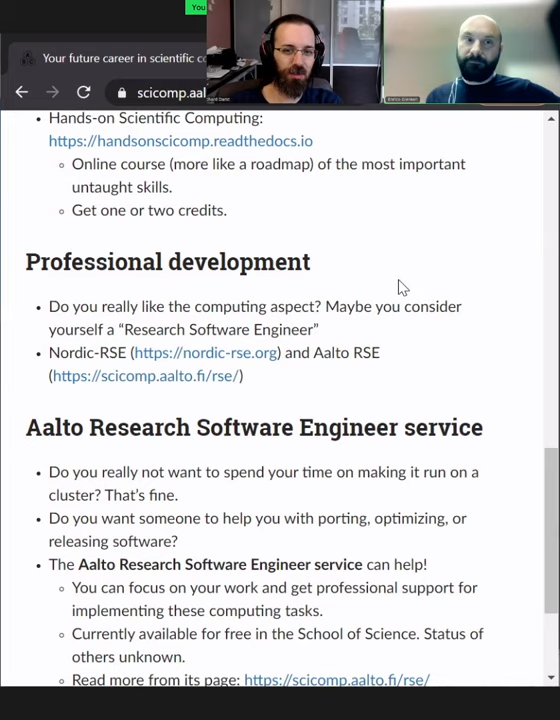 You
Your future career in scientific co
scicomp.aal
• Hands-on Scientific Computing:
https://handsonscicomp.readthedocs.io
Online course (more like a roadmap) of the most important
untaught skills.
Get one or two credits.
Professional development
• Do you really like the computing aspect? Maybe you consider
yourself a “Research Software Engineer”
• Nordic-RSE (https://nordic-rse.org) and Aalto RSE
(https://scicomp.aalto.fi/rse/)
Aalto Research Software Engineer service
• Do you really not want to spend your time on making it run on a
cluster? That’s fine.
• Do you want someone to help you with porting, optimizing, or
releasing software?
• The Aalto Research Software Engineer service can help!
You can focus on your work and get professional support for
implementing these computing tasks.
Currently available for free in the School of Science. Status of
others unknown.
Read more from its page: https://scicomp.aalto.fi/rse/